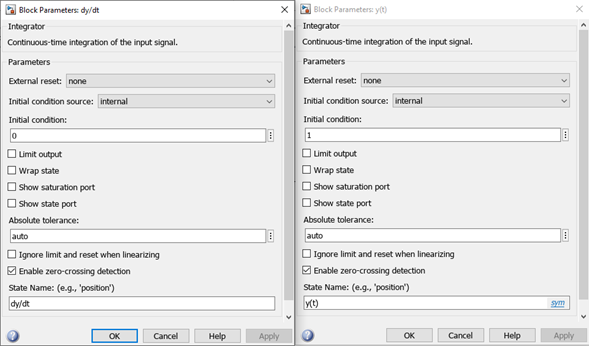 Block Parameters: dy/dt
Integrator
Continuous-time integration of the input signal.
Parameters
External reset: none
Initial condition source: internal
Initial condition:
0
Limit output
Wrap state
Show saturation port
Show state port
Absolute tolerance:
auto
Ignore limit and reset when linearizing
Enable zero-crossing detection
State Name: (e.g., 'position')
dy/dt
OK Cancel Help Apply
Block Parameters: y(t)
Integrator
Continuous-time integration of the input signal.
Parameters
External reset: none
Initial condition source: internal
Initial condition:
1
Limit output
Wrap state
Show saturation port
Show state port
Absolute tolerance:
auto
Ignore limit and reset when linearizing
Enable zero-crossing detection
State Name: (e.g., 'position')
y(t) sym
OK Cancel Help Apply